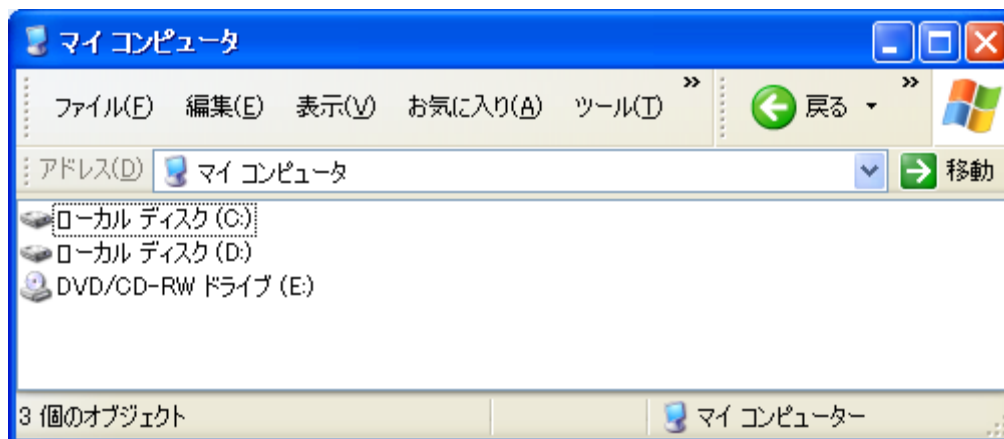 マイ コンピュータ
ファイル(F) 編集(E) 表示(V) お気に入り(A) ツール(T) » 戻る »
アドレス(D) マイ コンピュータ 移動
ローカル ディスク (C:)
ローカル ディスク (D:)
DVD/CD-RW ドライブ (E:)
3 個のオブジェクト マイ コンピューター